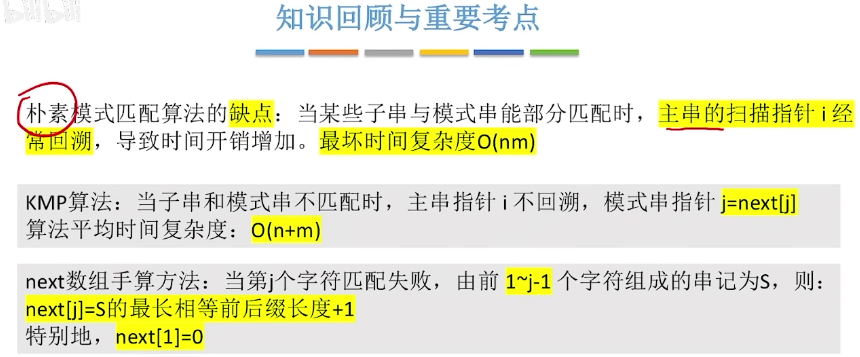 bilibili
知识回顾与重要考点
朴素模式匹配算法的缺点：当某些子串与模式串能部分匹配时，主串的扫描指针 i 经
常回溯，导致时间开销增加。最坏时间复杂度O(nm)
KMP算法：当子串和模式串不匹配时，主串指针 i 不回溯，模式串指针 j=next[j]
算法平均时间复杂度：O(n+m)
next数组手算方法：当第j个字符匹配失败，由前 1~j-1 个字符组成的串记为S，则：
next[j]=S的最长相等前后缀长度+1
特别地，next[1]=0